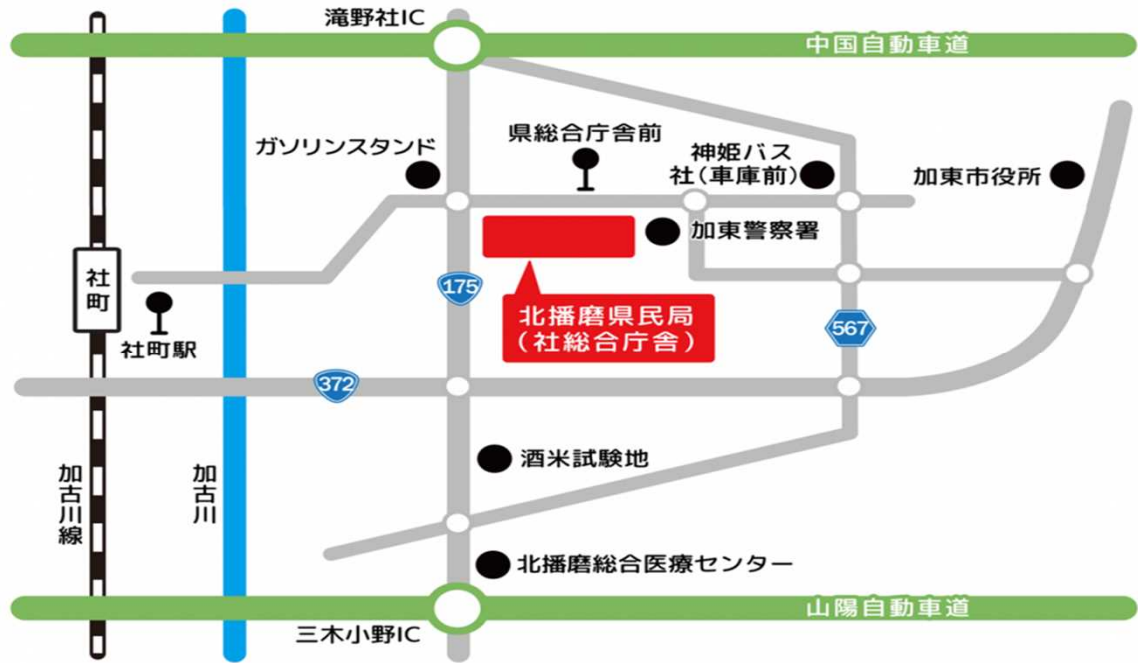 滝野社IC
中国自動車道
ガソリンスタンド
県総合庁舎前
神姫バス
社(車庫前)
加東市役所
加東警察署
社町
175
北播磨県民局
(社総合庁舎)
567
社町駅
372
酒米試験地
加古川線
加古川
北播磨総合医療センター
山陽自動車道
三木小野IC